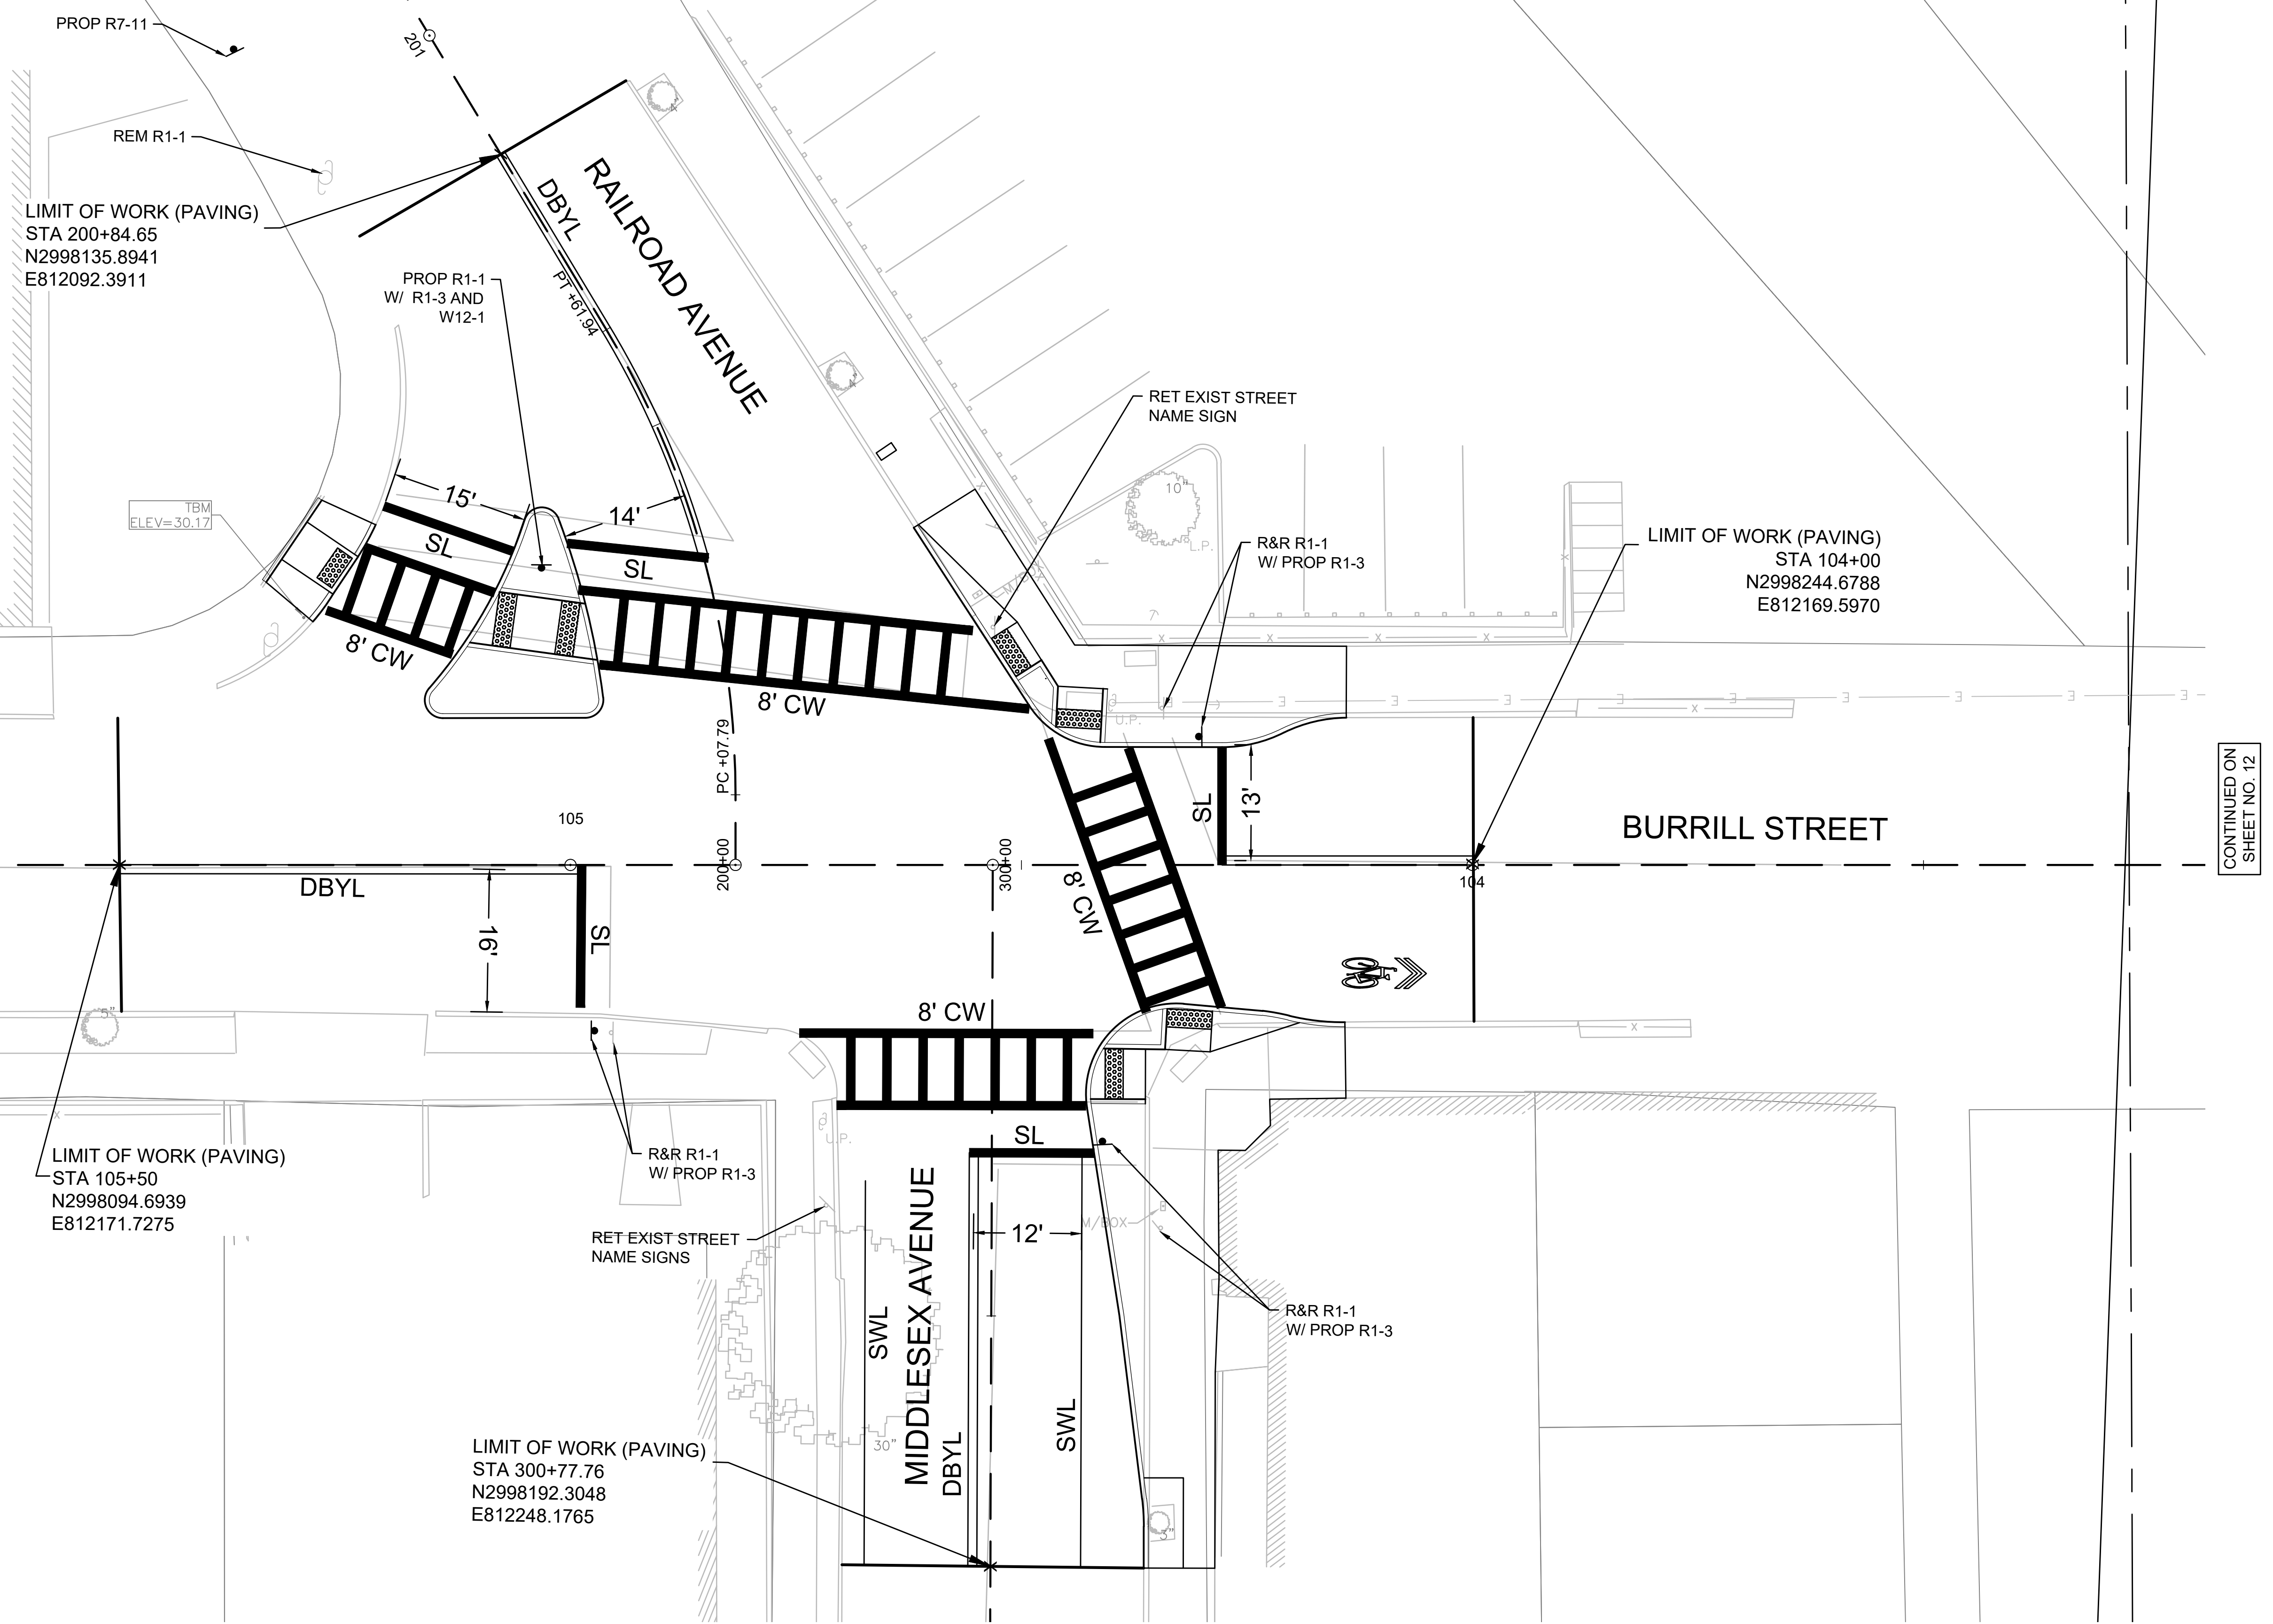 PROP R7-11
201
4"
REM R1-1
DBYL
RAILROAD AVENUE
LIMIT OF WORK (PAVING)
STA 200+84.65
N2998135.8941
E812092.3911
PROP R1-1
W/ R1-3 AND
W12-1
PT +61.94
4"
RET EXIST STREET
NAME SIGN
15'
14'
10"
TBM
ELEV=30.17
SL
SL
L.P.
R&R R1-1
W/ PROP R1-3
LIMIT OF WORK (PAVING)
STA 104+00
N2998244.6788
E812169.5970
M/BOX
8' CW
8' CW
U.P.
X
X
X
X
X
X
E
E
E
E
E
E
E
E
E
X
PC +07.79
SL
13'
BURRILL STREET
CONTINUED ON
SHEET NO. 12
105
200+00
300+00
104
DBYL
16'
SL
8' CW
8' CW
5"
X
X
U.P.
SL
LIMIT OF WORK (PAVING)
STA 105+50
N2998094.6939
E812171.7275
R&R R1-1
W/ PROP R1-3
RET EXIST STREET
NAME SIGNS
12'
M/BOX
SWL
MIDDLESEX AVENUE
DBYL
SWL
R&R R1-1
W/ PROP R1-3
30"
LIMIT OF WORK (PAVING)
STA 300+77.76
N2998192.3048
E812248.1765
3"